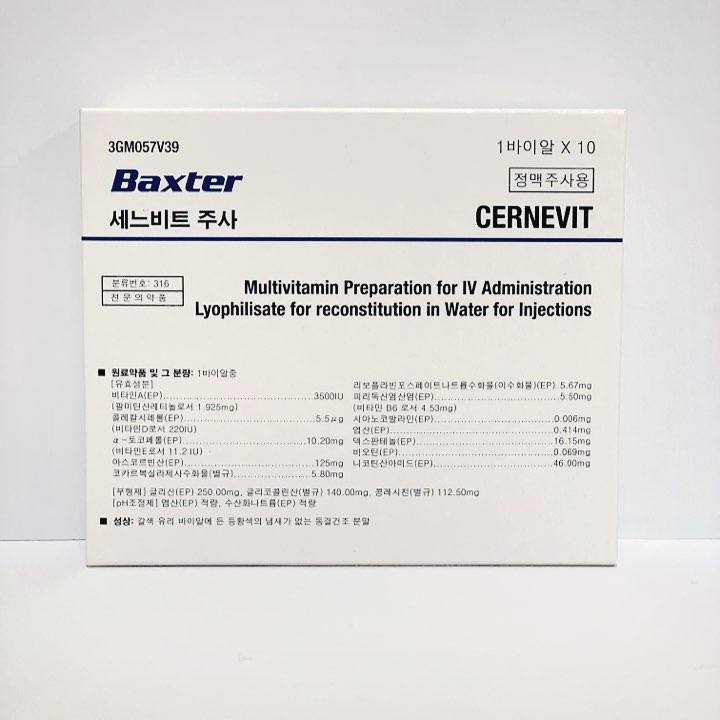 3GM057V39
1바이알 X 10
Baxter
정맥주사용
세느비트 주사
CERNEVIT
분류번호: 316
전문의약품
Multivitamin Preparation for IV Administration
Lyophilisate for reconstitution in Water for Injections
■ 원료약품 및 그 분량: 1바이알중
[유효성분]
비타민A(EP)..........3500IU
(팔미틴산레티놀로서 1.925mg)
콜레칼시페롤(EP)..........5.5μg
(비타민D로서 220IU)
α-토코페롤(EP)..........10.20mg
(비타민E로서 11.2 IU)
아스코르빈산(EP)..........125mg
코카르복실라제사수화물(별규)..........5.80mg
리보플라빈포스페이트나트륨수화물(이수화물)(EP).5.67mg
피리독신염산염(EP)..........5.50mg
(비타민 B6 로서 4.53mg)
시아노코발라민(EP)..........0.006mg
엽산(EP)..........0.414mg
덱스판테놀(EP)..........16.15mg
비오틴(EP)..........0.069mg
니코틴산아미드(EP)..........46.00mg
[부형제] 글리신(EP) 250.00mg, 글리코콜린산(별규) 140.00mg, 콩레시친(별규) 112.50mg
[pH조정제] 염산(EP) 적량, 수산화나트륨(EP) 적량
■ 성상: 갈색 유리 바이알에 든 등황색의 냄새가 없는 동결건조 분말